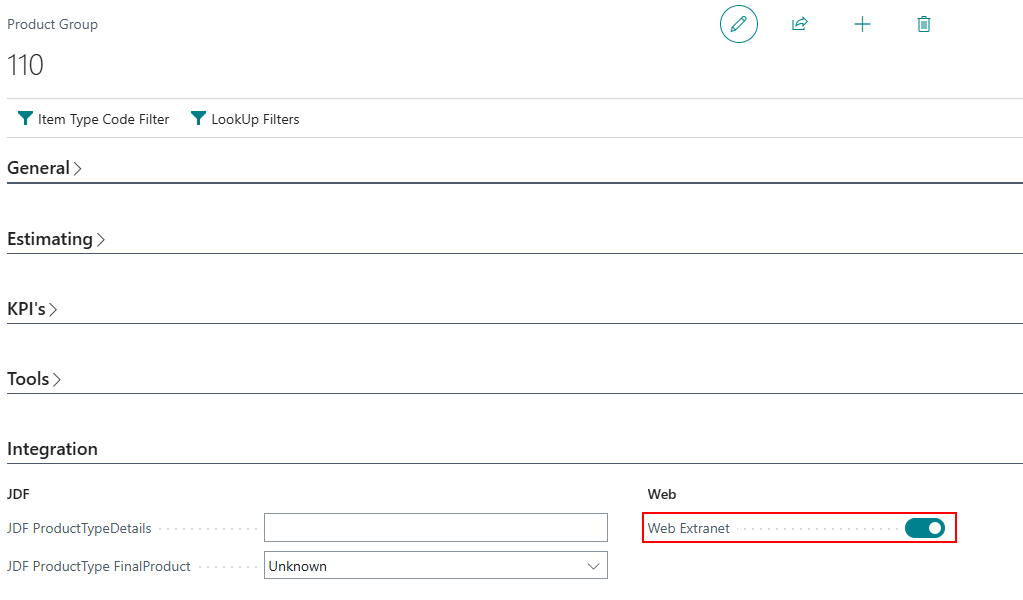 Product Group
110
Item Type Code Filter LookUp Filters
General
Estimating
KPI's
Tools
Integration
JDF Web
JDF ProductTypeDetails Web Extranet
JDF ProductType FinalProduct Unknown